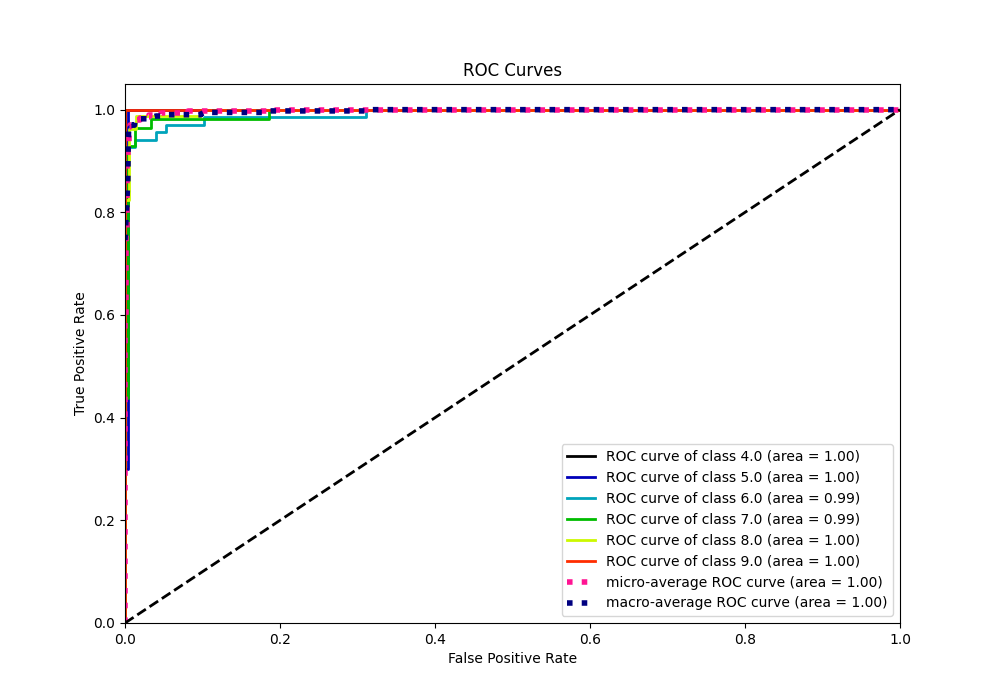 ROC Curves
True Positive Rate
1.0
0.8
0.6
0.4
0.2
0.0
0.0 0.2 0.4 0.6 0.8 1.0
False Positive Rate
ROC curve of class 4.0 (area = 1.00)
ROC curve of class 5.0 (area = 1.00)
ROC curve of class 6.0 (area = 0.99)
ROC curve of class 7.0 (area = 0.99)
ROC curve of class 8.0 (area = 1.00)
ROC curve of class 9.0 (area = 1.00)
micro-average ROC curve (area = 1.00)
macro-average ROC curve (area = 1.00)